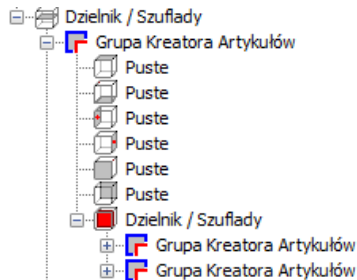 Dzielnik / Szuflady
Grupa Kreatora Artykułów
Puste
Puste
Puste
Puste
Puste
Puste
Dzielnik / Szuflady
Grupa Kreatora Artykułów
Grupa Kreatora Artykułów